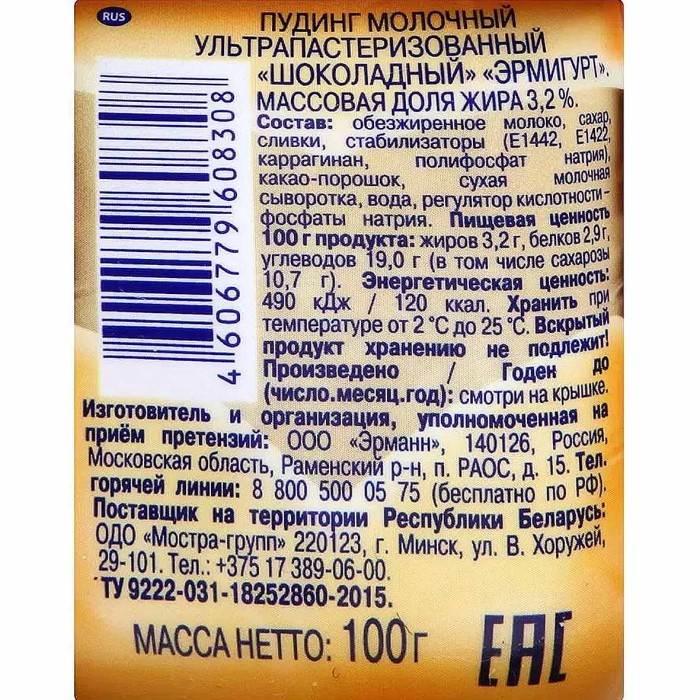 RUS
ПУДИНГ МОЛОЧНЫЙ
УЛЬТРАПАСТЕРИЗОВАННЫЙ
«ШОКОЛАДНЫЙ» «ЭРМИГУРТ».
МАССОВАЯ ДОЛЯ ЖИРА 3,2 %.
Состав: обезжиренное молоко, сахар,
сливки, стабилизаторы (Е1442, Е1422,
каррагинан, полифосфат натрия),
какао-порошок, сухая молочная
сыворотка, вода, регулятор кислотности-
фосфаты натрия. Пищевая ценность
100 г продукта: жиров 3,2 г, белков 2,9 г,
углеводов 19,0 г (в том числе сахарозы
10,7 г). Энергетическая ценность:
490 кДж / 120 ккал. Хранить при
температуре от 2 °С до 25 °С. Вскрытый
продукт хранению не подлежит!
Произведено / Годен до
(число.месяц.год): смотри на крышке.
4 606779 608308
Изготовитель и организация, уполномоченная на
приём претензий: ООО «Эрманн», 140126, Россия,
Московская область, Раменский р-н, п. РАОС, д. 15. Тел.
горячей линии: 8 800 500 05 75 (бесплатно по РФ).
Поставщик на территории Республики Беларусь:
ОДО «Мостра-групп» 220123, г. Минск, ул. В. Хоружей,
29-101. Тел.: +375 17 389-06-00.
ТУ 9222-031-18252860-2015.
МАССА НЕТТО: 100 г
EAC